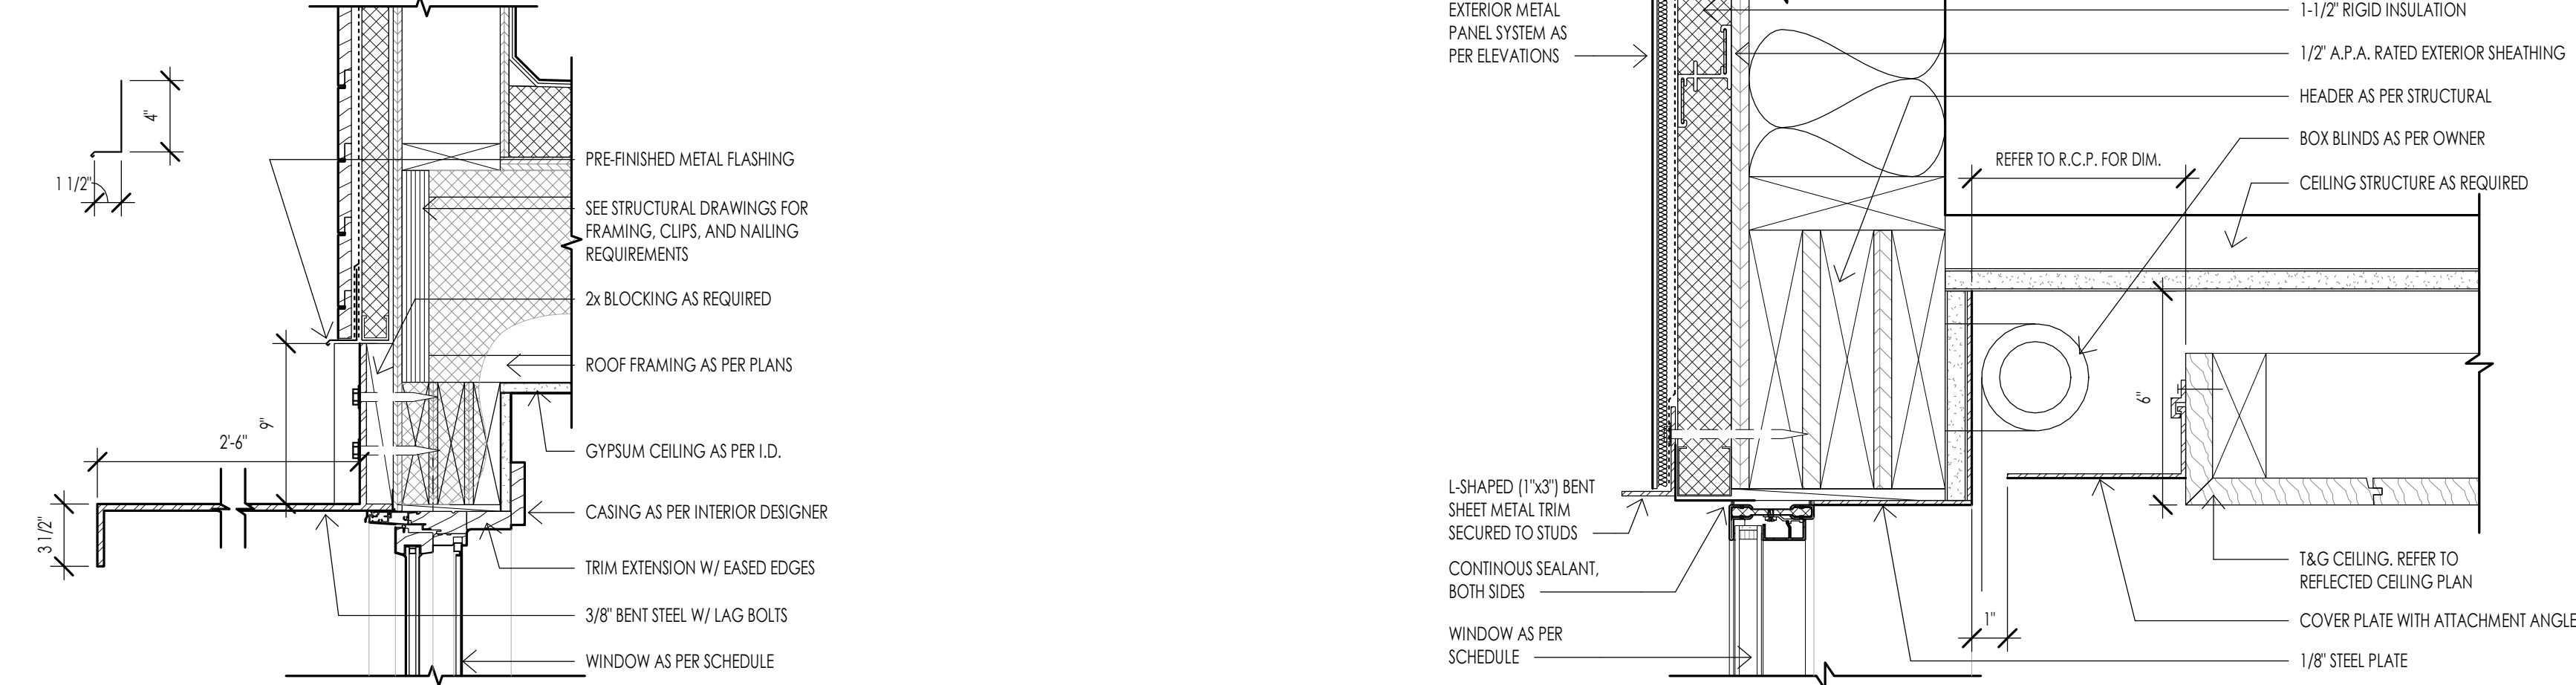 4"
1 1/2"
PRE-FINISHED METAL FLASHING
SEE STRUCTURAL DRAWINGS FOR
FRAMING, CLIPS, AND NAILING
REQUIREMENTS
2x BLOCKING AS REQUIRED
ROOF FRAMING AS PER PLANS
9"
2'-6"
GYPSUM CEILING AS PER I.D.
CASING AS PER INTERIOR DESIGNER
3 1/2"
TRIM EXTENSION W/ EASED EDGES
3/8" BENT STEEL W/ LAG BOLTS
WINDOW AS PER SCHEDULE
EXTERIOR METAL
PANEL SYSTEM AS
PER ELEVATIONS
L-SHAPED (1"x3") BENT
SHEET METAL TRIM
SECURED TO STUDS
CONTINOUS SEALANT,
BOTH SIDES
WINDOW AS PER
SCHEDULE
1-1/2" RIGID INSULATION
1/2" A.P.A. RATED EXTERIOR SHEATHING
HEADER AS PER STRUCTURAL
BOX BLINDS AS PER OWNER
REFER TO R.C.P. FOR DIM.
CEILING STRUCTURE AS REQUIRED
6"
T&G CEILING. REFER TO
REFLECTED CEILING PLAN
COVER PLATE WITH ATTACHMENT ANGLE
1"
1/8" STEEL PLATE